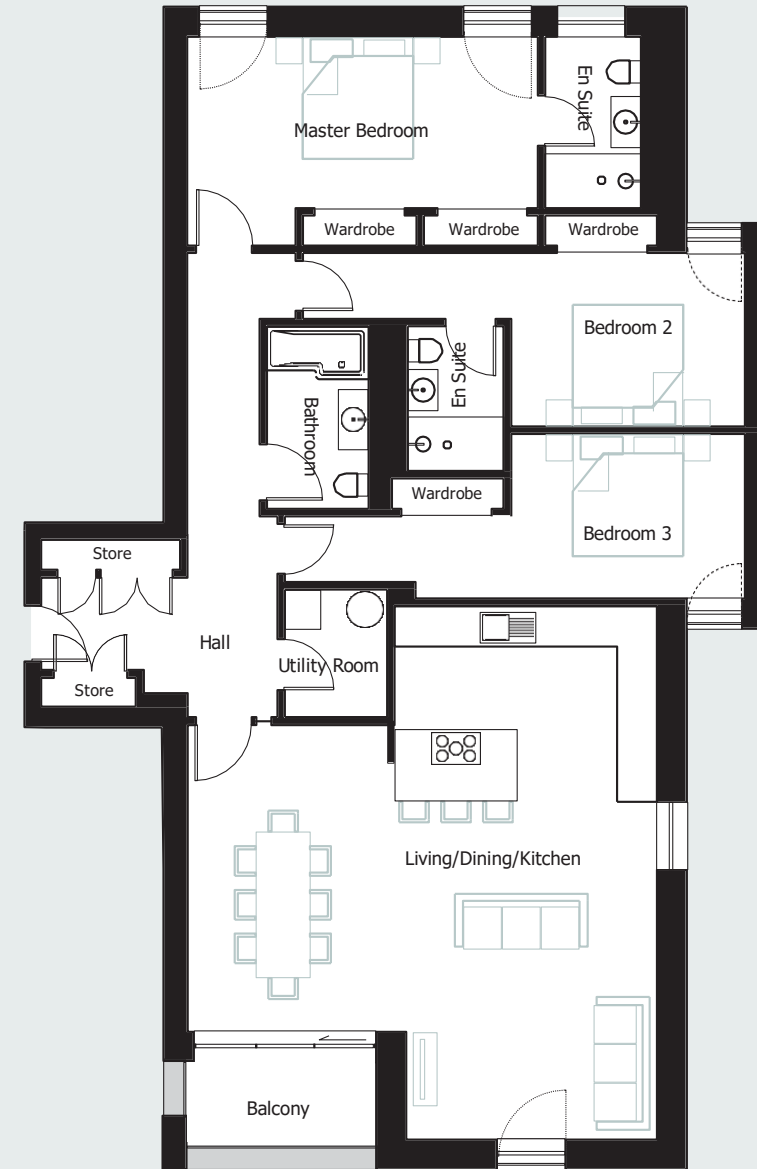 En Suite
Master Bedroom
Wardrobe
Wardrobe
Wardrobe
Bedroom 2
En Suite
Bathroom
Wardrobe
Bedroom 3
Store
Hall
Utility Room
Store
Living/Dining/Kitchen
Balcony